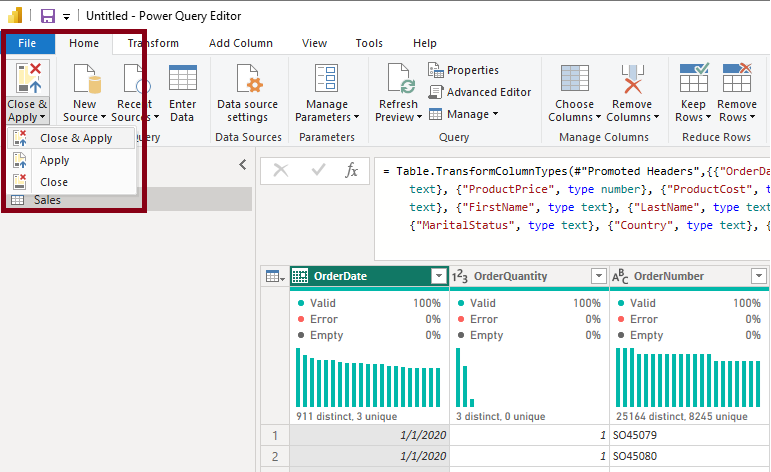 Untitled - Power Query Editor
File Home Transform Add Column View Tools Help
Close & Apply
New Source
Recent Sources
Enter Data
Data source settings
Manage Parameters
Refresh Preview
Properties
Advanced Editor
Manage
Choose Columns
Remove Columns
Keep Rows
Remove Rows
Query
Data Sources
Parameters
Query
Manage Columns
Reduce Rows
Close & Apply
Apply
Close
Sales
fx
= Table.TransformColumnTypes(#"Promoted Headers",{{"OrderDa
text}, {"ProductPrice", type number}, {"ProductCost", t
text}, {"FirstName", type text}, {"LastName", type tex
{"MaritalStatus", type text}, {"Country", type text}, {
OrderDate
123 OrderQuantity
ABC OrderNumber
Valid 100% Valid 100% Valid 100%
Error 0% Error 0% Error 0%
Empty 0% Empty 0% Empty 0%
911 distinct, 3 unique
3 distinct, 0 unique
25164 distinct, 8245 unique
1 1/1/2020 1 SO45079
2 1/1/2020 1 SO45080